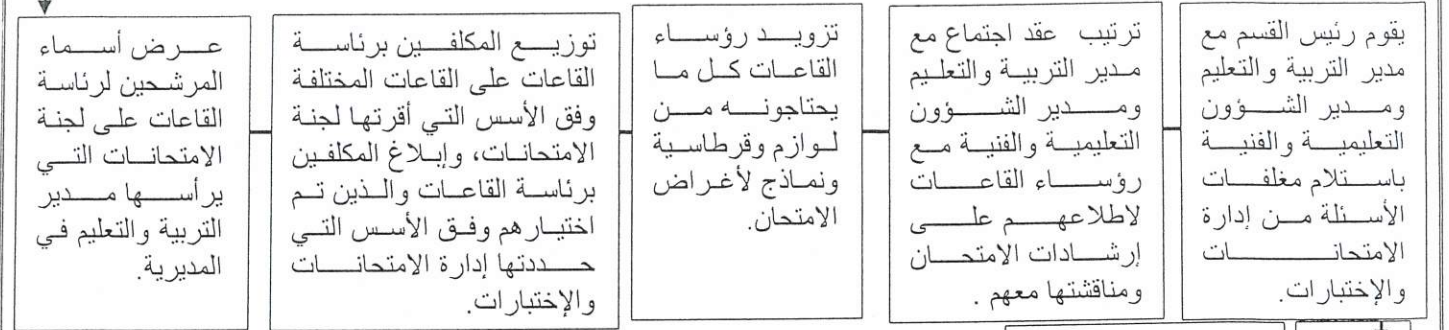 يقوم رئيس القسم مع
مدير التربية والتعليم
ومدير الشؤون
التعليمية والفنية
باستلام مغلفات
الأسئلة من إدارة
الامتحانات
والإختبارات.
ترتيب عقد اجتماع مع
مدير التربية والتعليم
ومدير الشؤون
التعليمية والفنية مع
رؤساء القاعات
لاطلاعهم على
إرشادات الامتحان
ومناقشتها معهم .
تزويد رؤساء
القاعات كل ما
يحتاجونه من
لوازم وقرطاسية
ونماذج لأغراض
الامتحان.
توزيع المكلفين برئاسة
القاعات على القاعات المختلفة
وفق الأسس التي أقرتها لجنة
الامتحانات، وإبلاغ المكلفين
برئاسة القاعات والذين تم
اختيارهم وفق الأسس التي
حددتها إدارة الامتحانات
والإختبارات.
عرض أسماء
المرشحين لرئاسة
القاعات على لجنة
الامتحانات التي
يرأسها مدير
التربية والتعليم في
المديرية.